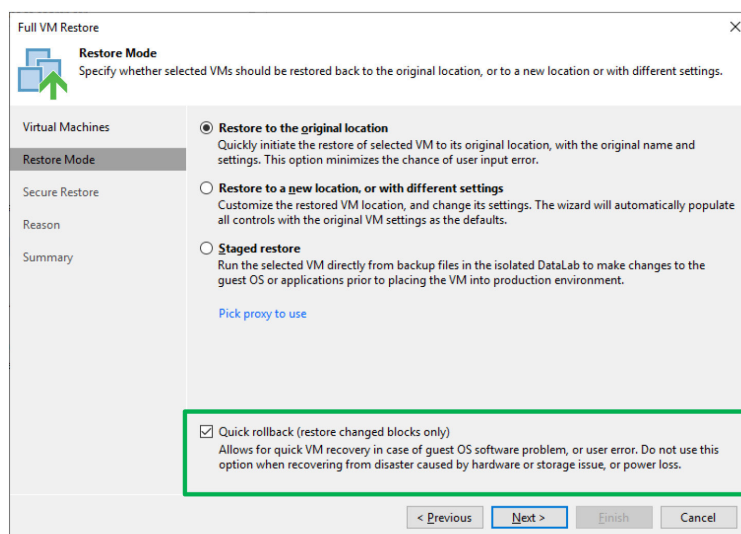 Full VM Restore
Restore Mode
Specify whether selected VMs should be restored back to the original location, or to a new location or with different settings.
Virtual Machines
Restore Mode
Secure Restore
Reason
Summary
Restore to the original location
Quickly initiate the restore of selected VM to its original location, with the original name and
settings. This option minimizes the chance of user input error.
Restore to a new location, or with different settings
Customize the restored VM location, and change its settings. The wizard will automatically populate
all controls with the original VM settings as the defaults.
Staged restore
Run the selected VM directly from backup files in the isolated DataLab to make changes to the
guest OS or applications prior to placing the VM into production environment.
Pick proxy to use
Quick rollback (restore changed blocks only)
Allows for quick VM recovery in case of guest OS software problem, or user error. Do not use this
option when recovering from disaster caused by hardware or storage issue, or power loss.
< Previous
Next >
Finish
Cancel